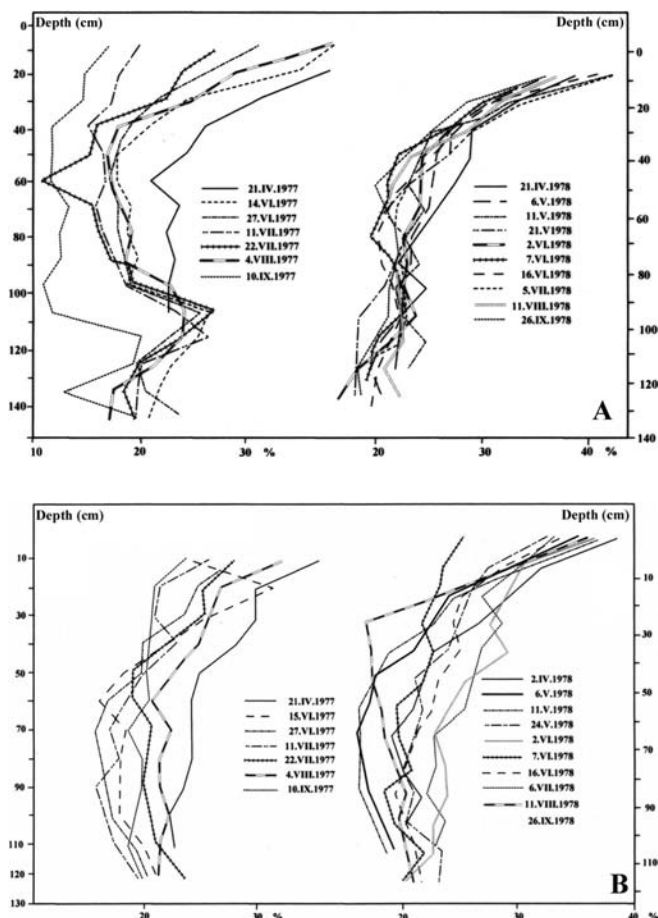 Depth (cm)
0
20
40
60
80
100
120
140
10
20
30
%
21.IV.1977
14.VI.1977
27.VI.1977
11.VII.1977
22.VII.1977
4.VIII.1977
10.IX.1977
Depth (cm)
0
20
40
60
80
100
120
130
20
30
40
%
21.IV.1978
6.V.1978
11.V.1978
21.V.1978
2.VI.1978
7.VI.1978
16.VI.1978
5.VII.1978
11.VIII.1978
26.IX.1978
A
Depth (cm)
10
30
50
70
90
110
130
20
30
%
21.IV.1977
15.VI.1977
27.VI.1977
11.VII.1977
22.VII.1977
4.VIII.1977
10.IX.1977
Depth (cm)
10
30
50
70
90
110
20
30
40
%
2.IV.1978
6.V.1978
11.V.1978
24.V.1978
2.VI.1978
7.VI.1978
16.VI.1978
6.VII.1978
11.VIII.1978
26.IX.1978
B